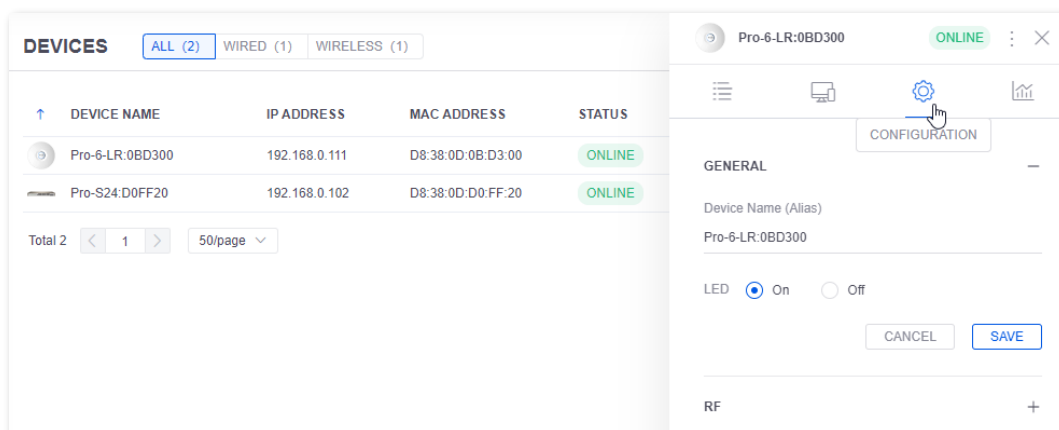 DEVICES ALL (2) WIRED (1) WIRELESS (1)
DEVICE NAME IP ADDRESS MAC ADDRESS STATUS
Pro-6-LR:0BD300 192.168.0.111 D8:38:0D:0B:D3:00 ONLINE
Pro-S24:D0FF20 192.168.0.102 D8:38:0D:D0:FF:20 ONLINE
Total 2 1 50/page
Pro-6-LR:0BD300 ONLINE
CONFIGURATION
GENERAL
Device Name (Alias)
Pro-6-LR:0BD300
LED On Off
CANCEL SAVE
RF